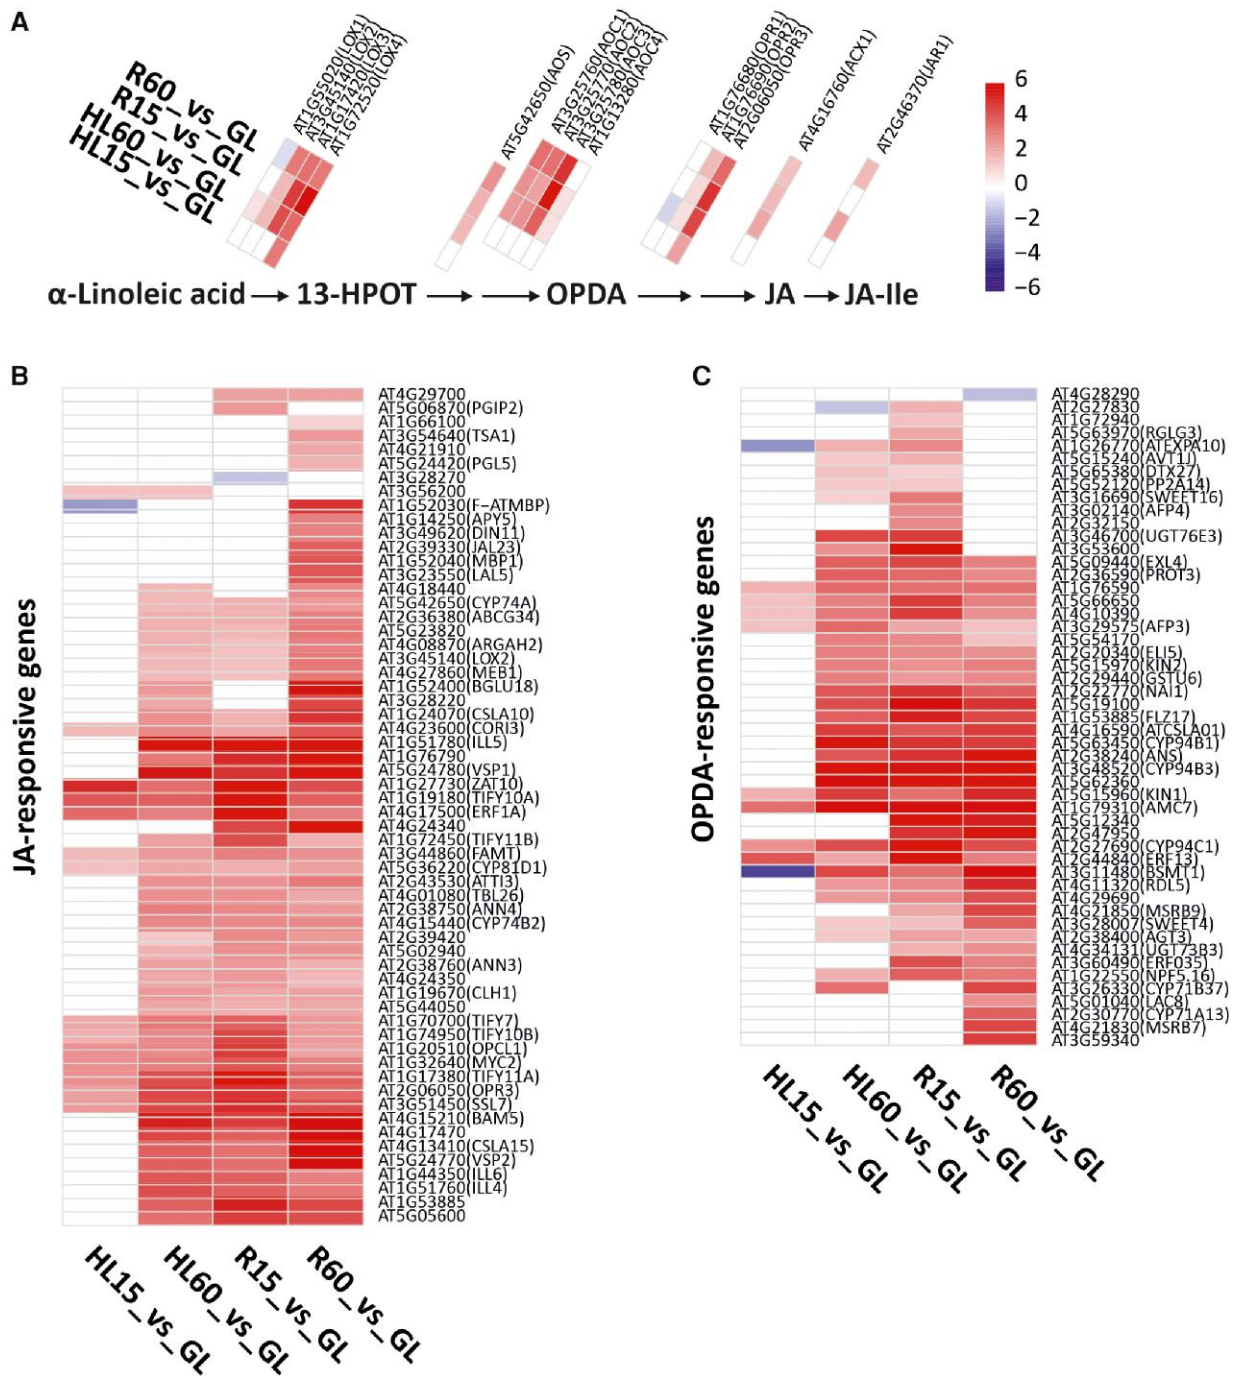 A
R60_vs_GL
R15_vs_GL
HL60_vs_GL
HL15_vs_GL
AT1G55020(LOX1)
AT3G45140(LOX2)
AT1G17420(LOX3)
AT1G72520(LOX4)
AT5G42650(AOS)
AT3G25760(AOC1)
AT3G25770(AOC2)
AT3G25780(AOC3)
AT1G13280(AOC4)
AT1G76680(OPR1)
AT1G76690(OPR2)
AT2G06050(OPR3)
AT4G16760(ACX1)
AT2G46370(JAR1)
6
4
2
0
−2
−4
−6
α-Linoleic acid → 13-HPOT → → OPDA → → JA → JA-Ile
B
JA-responsive genes
AT4G29700
AT5G06870(PGIP2)
AT1G66100
AT3G54640(TSA1)
AT4G21910
AT5G24420(PGL5)
AT3G28270
AT3G56200
AT1G52030(F−ATMBP)
AT1G14250(APY5)
AT3G49620(DIN11)
AT2G39330(JAL23)
AT1G52040(MBP1)
AT3G23550(LAL5)
AT4G18440
AT5G42650(CYP74A)
AT2G36380(ABCG34)
AT5G23820
AT4G08870(ARGAH2)
AT3G45140(LOX2)
AT4G27860(MEB1)
AT1G52400(BGLU18)
AT3G28220
AT1G24070(CSLA10)
AT4G23600(CORI3)
AT1G51780(ILL5)
AT1G76790
AT5G24780(VSP1)
AT1G27730(ZAT10)
AT1G19180(TIFY10A)
AT4G17500(ERF1A)
AT4G24340
AT1G72450(TIFY11B)
AT3G44860(FAMT)
AT5G36220(CYP81D1)
AT2G43530(ATTI3)
AT4G01080(TBL26)
AT2G38750(ANN4)
AT4G15440(CYP74B2)
AT2G39420
AT5G02940
AT2G38760(ANN3)
AT4G24350
AT1G19670(CLH1)
AT5G44050
AT1G70700(TIFY7)
AT1G74950(TIFY10B)
AT1G20510(OPCL1)
AT1G32640(MYC2)
AT1G17380(TIFY11A)
AT2G06050(OPR3)
AT3G51450(SSL7)
AT4G15210(BAM5)
AT4G17470
AT4G13410(CSLA15)
AT5G24770(VSP2)
AT1G44350(ILL6)
AT1G51760(ILL4)
AT1G53885
AT5G05600
HL15_vs_GL
HL60_vs_GL
R15_vs_GL
R60_vs_GL
C
OPDA-responsive genes
AT4G28290
AT2G27830
AT1G72940
AT5G63970(RGLG3)
AT1G26770(ATEXPA10)
AT5G15240(AVT1J)
AT5G65380(DTX27)
AT5G52120(PP2A14)
AT3G16690(SWEET16)
AT3G02140(AFP4)
AT2G32150
AT3G46700(UGT76E3)
AT3G53600
AT5G09440(EXL4)
AT2G36590(PROT3)
AT1G76590
AT5G66650
AT4G10390
AT3G29575(AFP3)
AT5G54170
AT2G20340(ELI5)
AT5G15970(KIN2)
AT2G29440(GSTU6)
AT2G22770(NAI1)
AT5G19100
AT1G53885(FLZ17)
AT4G16590(ATCSLA01)
AT5G63450(CYP94B1)
AT2G38240(ANS)
AT3G48520(CYP94B3)
AT5G62360
AT5G15960(KIN1)
AT1G79310(AMC7)
AT5G12340
AT2G47950
AT2G27690(CYP94C1)
AT2G44840(ERF13)
AT3G11480(BSMT1)
AT4G11320(RDL5)
AT4G29690
AT4G21850(MSRB9)
AT3G28007(SWEET4)
AT2G38400(AGT3)
AT4G34131(UGT73B3)
AT3G60490(ERF035)
AT1G22550(NPF5.16)
AT3G26330(CYP71B37)
AT5G01040(LAC8)
AT2G30770(CYP71A13)
AT4G21830(MSRB7)
AT3G59340
HL15_vs_GL
HL60_vs_GL
R15_vs_GL
R60_vs_GL